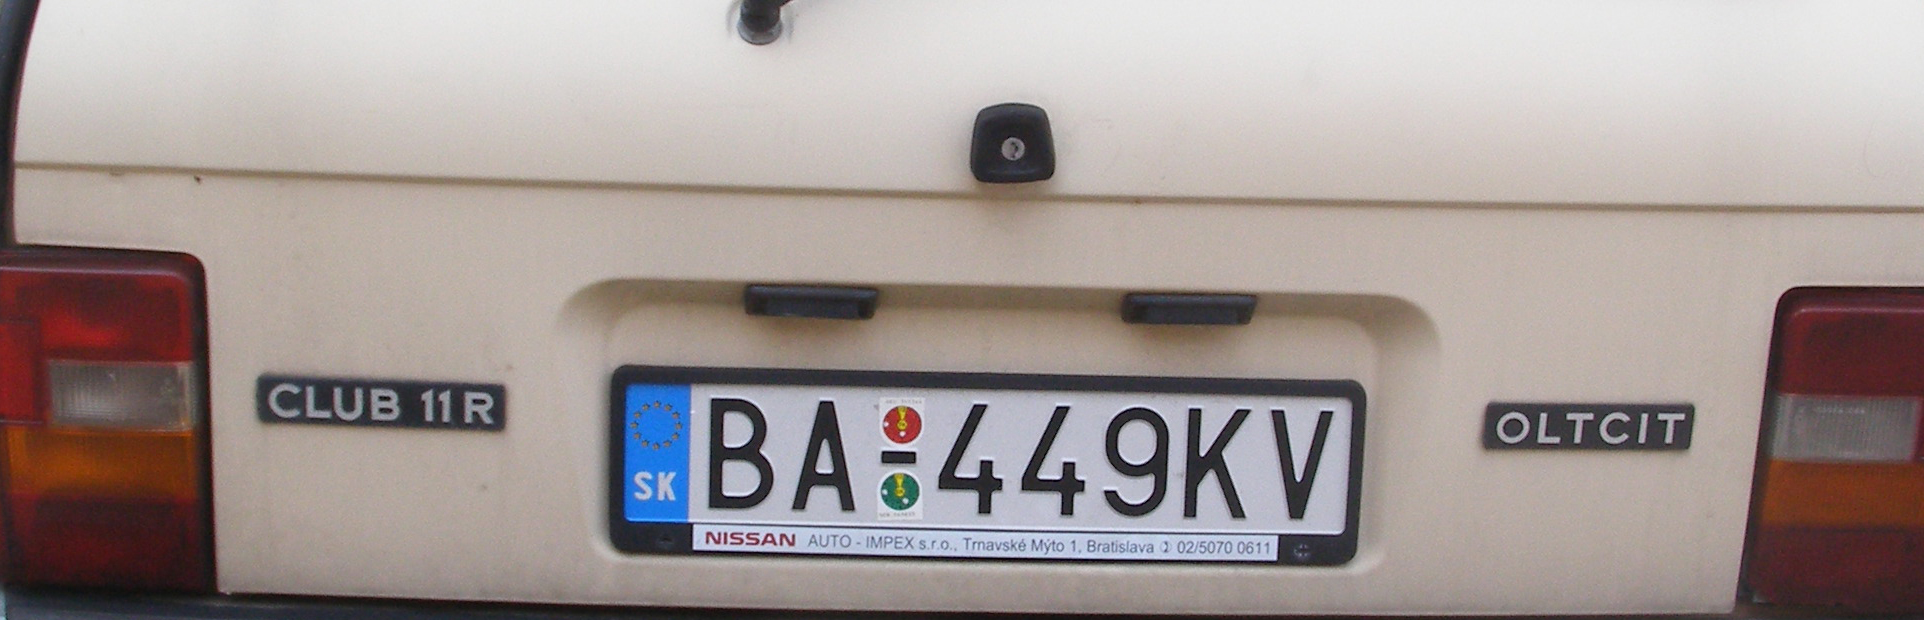 CLUB 11 R
OLTCIT
SK
BA-449KV
NISSAN AUTO - IMPEX s.r.o., Trnavské Mýto 1, Bratislava ✆ 02/5070 0611